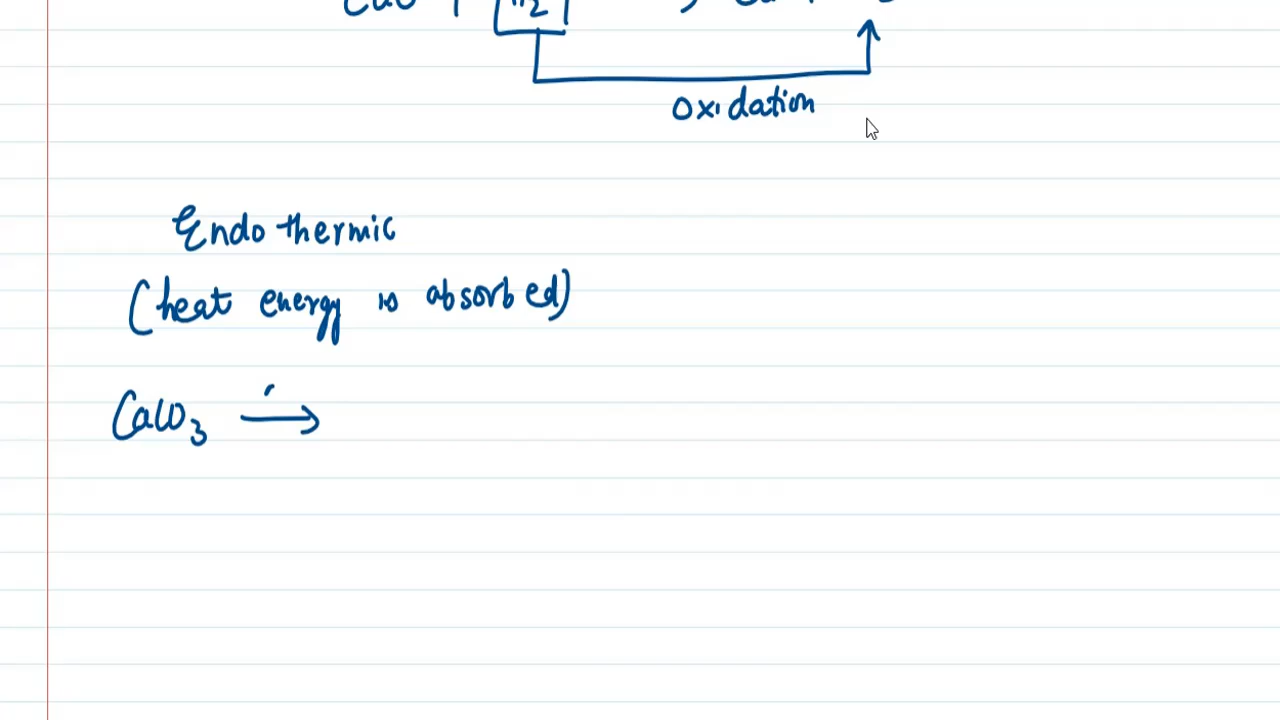 oxidation
Endothermic
(heat energy is absorbed)
CaCO3 →